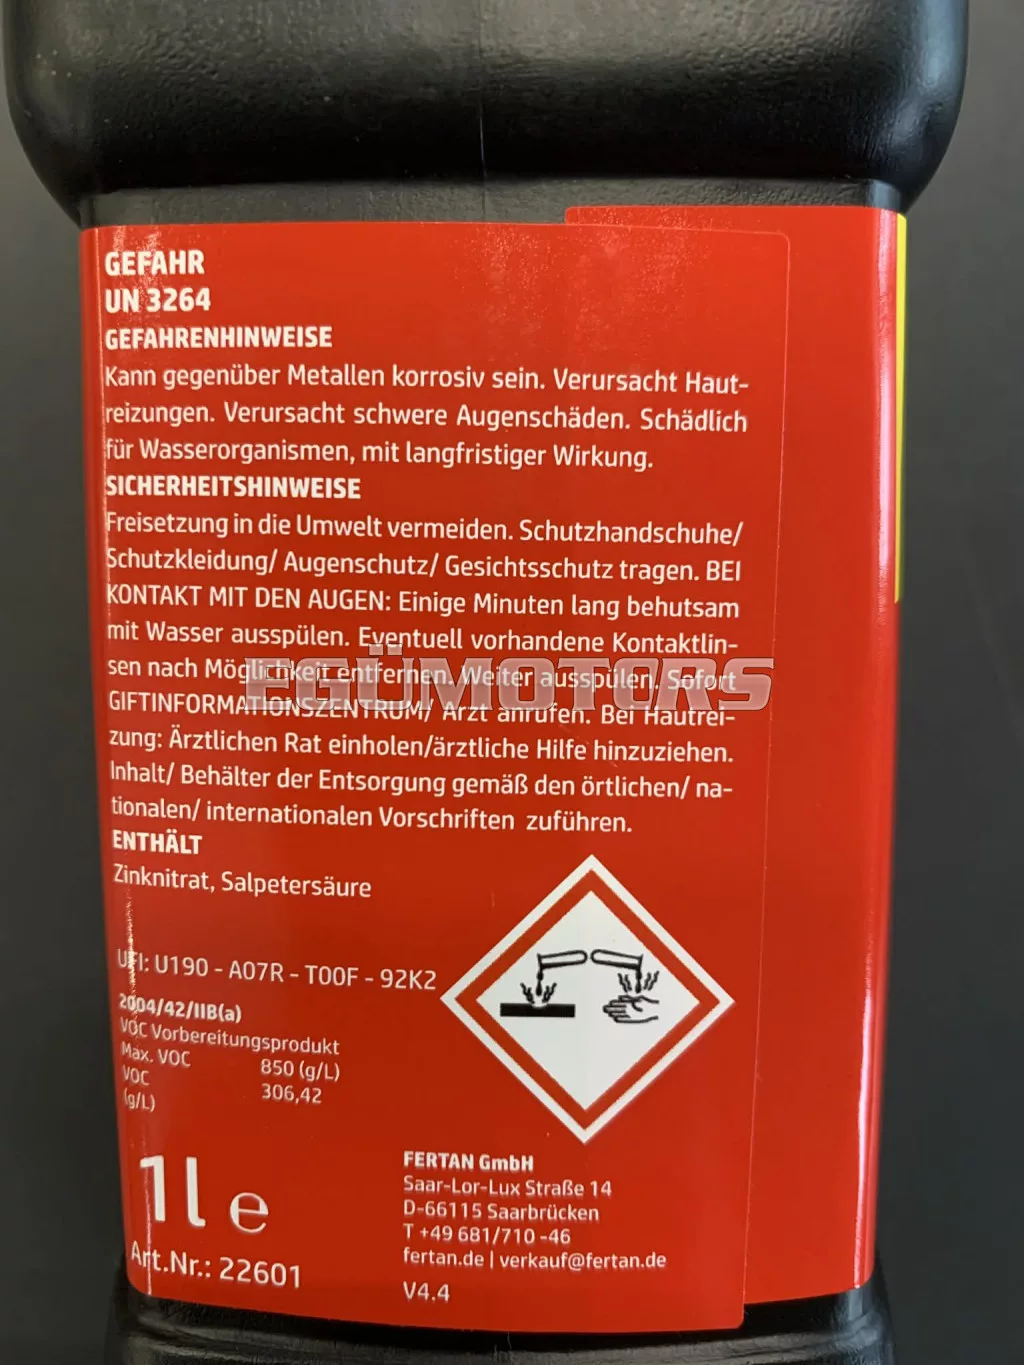 GEFAHR
UN 3264
GEFAHRENHINWEISE
Kann gegenüber Metallen korrosiv sein. Verursacht Haut-
reizungen. Verursacht schwere Augenschäden. Schädlich
für Wasserorganismen, mit langfristiger Wirkung.
SICHERHEITSHINWEISE
Freisetzung in die Umwelt vermeiden. Schutzhandschuhe/
Schutzkleidung/ Augenschutz/ Gesichtsschutz tragen. BEI
KONTAKT MIT DEN AUGEN: Einige Minuten lang behutsam
mit Wasser ausspülen. Eventuell vorhandene Kontaktlin-
sen nach Möglichkeit entfernen. Weiter ausspülen. Sofort
EGÜMOTORS
GIFTINFORMATIONSZENTRUM/ Arzt anrufen. Bei Hautrei-
zung: Ärztlichen Rat einholen/ärztliche Hilfe hinzuziehen.
Inhalt/ Behälter der Entsorgung gemäß den örtlichen/ na-
tionalen/ internationalen Vorschriften zuführen.
ENTHÄLT
Zinknitrat, Salpetersäure
UFI: U190 - A07R - T00F - 92K2
2004/42/IIB(a)
VOC Vorbereitungsprodukt
Max. VOC 850 (g/L)
VOC 306,42
(g/L)
1l e
Art.Nr.: 22601
FERTAN GmbH
Saar-Lor-Lux Straße 14
D-66115 Saarbrücken
T +49 681/710 -46
fertan.de | verkauf@fertan.de
V4.4